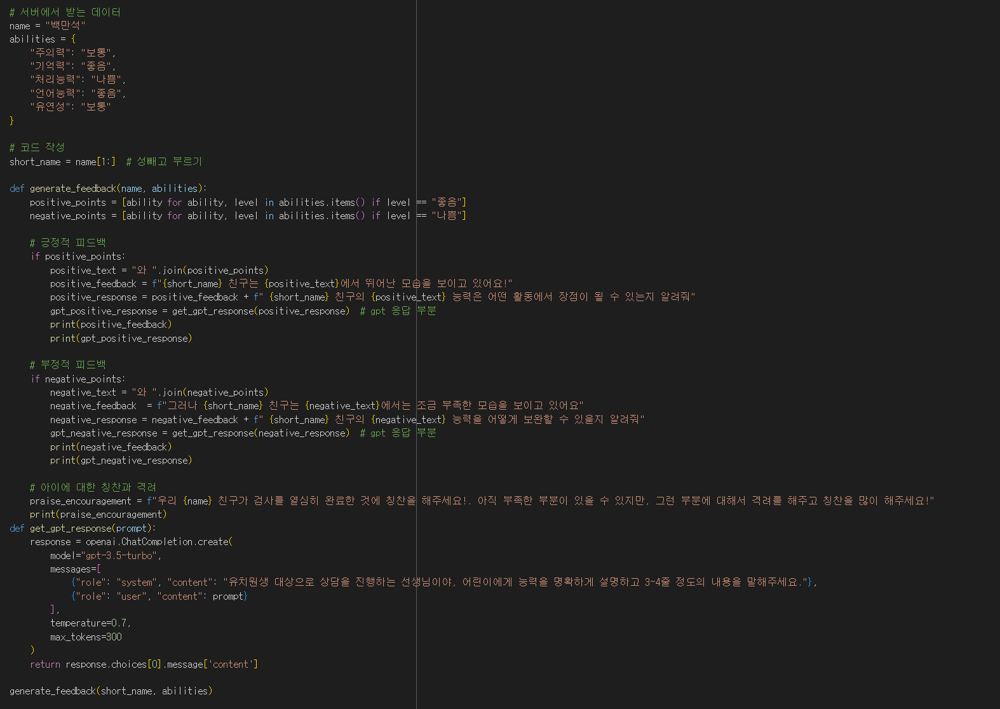 # 서버에서 받는 데이터
name = "백만석"
abilities = {
    "주의력": "보통",
    "기억력": "좋음",
    "처리능력": "나쁨",
    "언어능력": "좋음",
    "유연성": "보통"
}
# 코드 작성
short_name = name[1:]  # 성빼고 부르기
def generate_feedback(name, abilities):
    positive_points = [ability for ability, level in abilities.items() if level == "좋음"]
    negative_points = [ability for ability, level in abilities.items() if level == "나쁨"]
    # 긍정적 피드백
    if positive_points:
        positive_text = "와 ".join(positive_points)
        positive_feedback = f"{short_name} 친구는 {positive_text}에서 뛰어난 모습을 보이고 있어요!"
        positive_response = positive_feedback + f" {short_name} 친구의 {positive_text} 능력은 어떤 활동에서 장점이 될 수 있는지 알려줘"
        gpt_positive_response = get_gpt_response(positive_response)  # gpt 응답 부분
        print(positive_feedback)
        print(gpt_positive_response)
    # 부정적 피드백
    if negative_points:
        negative_text = "와 ".join(negative_points)
        negative_feedback  = f"그러나 {short_name} 친구는 {negative_text}에서는 조금 부족한 모습을 보이고 있어요"
        negative_response = negative_feedback + f" {short_name} 친구의 {negative_text} 능력을 어떻게 보완할 수 있을지 알려줘"
        gpt_negative_response = get_gpt_response(negative_response)  # gpt 응답 부분
        print(negative_feedback)
        print(gpt_negative_response)
    # 아이에 대한 칭찬과 격려
    praise_encouragement = f"우리 {name} 친구가 검사를 열심히 완료한 것에 칭찬을 해주세요!. 아직 부족한 부분이 있을 수 있지만, 그런 부분에 대해서 격려를 해주고 칭찬을 많이 해주세요!"
    print(praise_encouragement)
def get_gpt_response(prompt):
    response = openai.ChatCompletion.create(
        model="gpt-3.5-turbo",
        messages=[
            {"role": "system", "content": "유치원생 대상으로 상담을 진행하는 선생님이야, 어린이에게 능력을 명확하게 설명하고 3~4줄 정도의 내용을 말해주세요."},
            {"role": "user", "content": prompt}
        ],
        temperature=0.7,
        max_tokens=300
    )
    return response.choices[0].message['content']
generate_feedback(short_name, abilities)